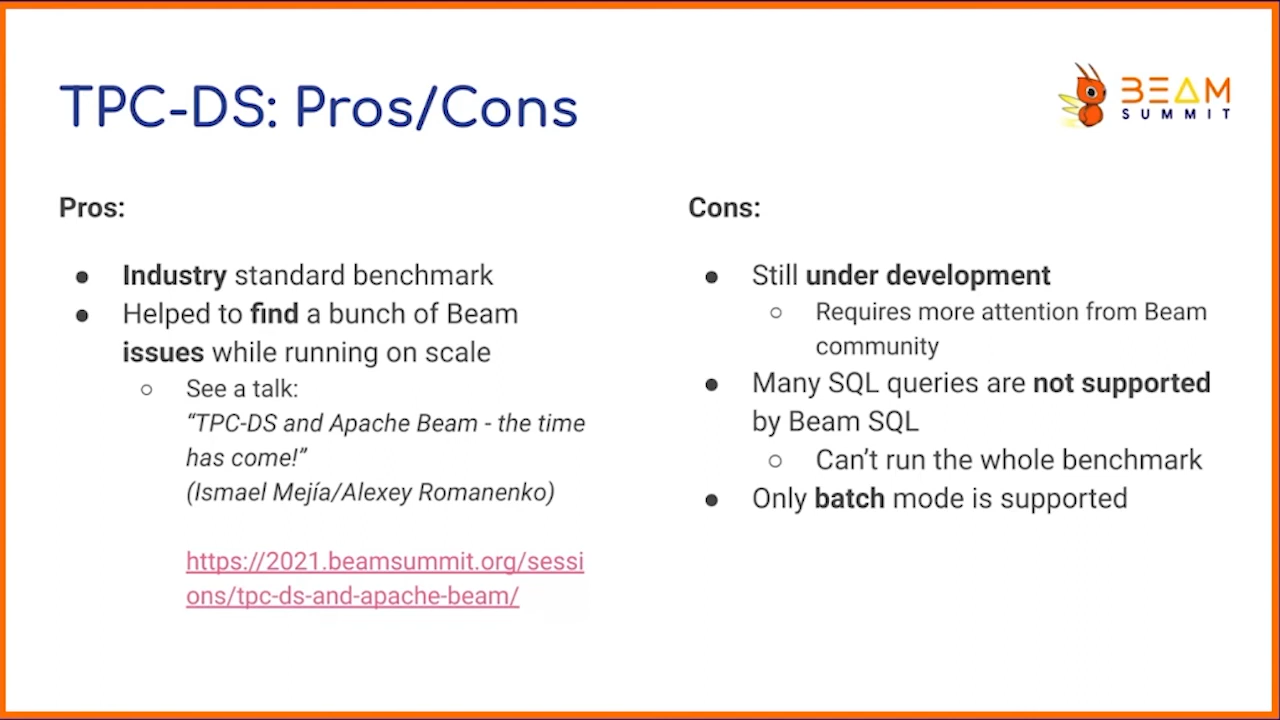 TPC-DS: Pros/Cons
BEAM
SUMMIT
Pros:
● Industry standard benchmark
● Helped to find a bunch of Beam
issues while running on scale
○ See a talk:
“TPC-DS and Apache Beam - the time
has come!”
(Ismael Mejía/Alexey Romanenko)
https://2021.beamsummit.org/sessi
ons/tpc-ds-and-apache-beam/
Cons:
● Still under development
○ Requires more attention from Beam
community
● Many SQL queries are not supported
by Beam SQL
○ Can’t run the whole benchmark
● Only batch mode is supported